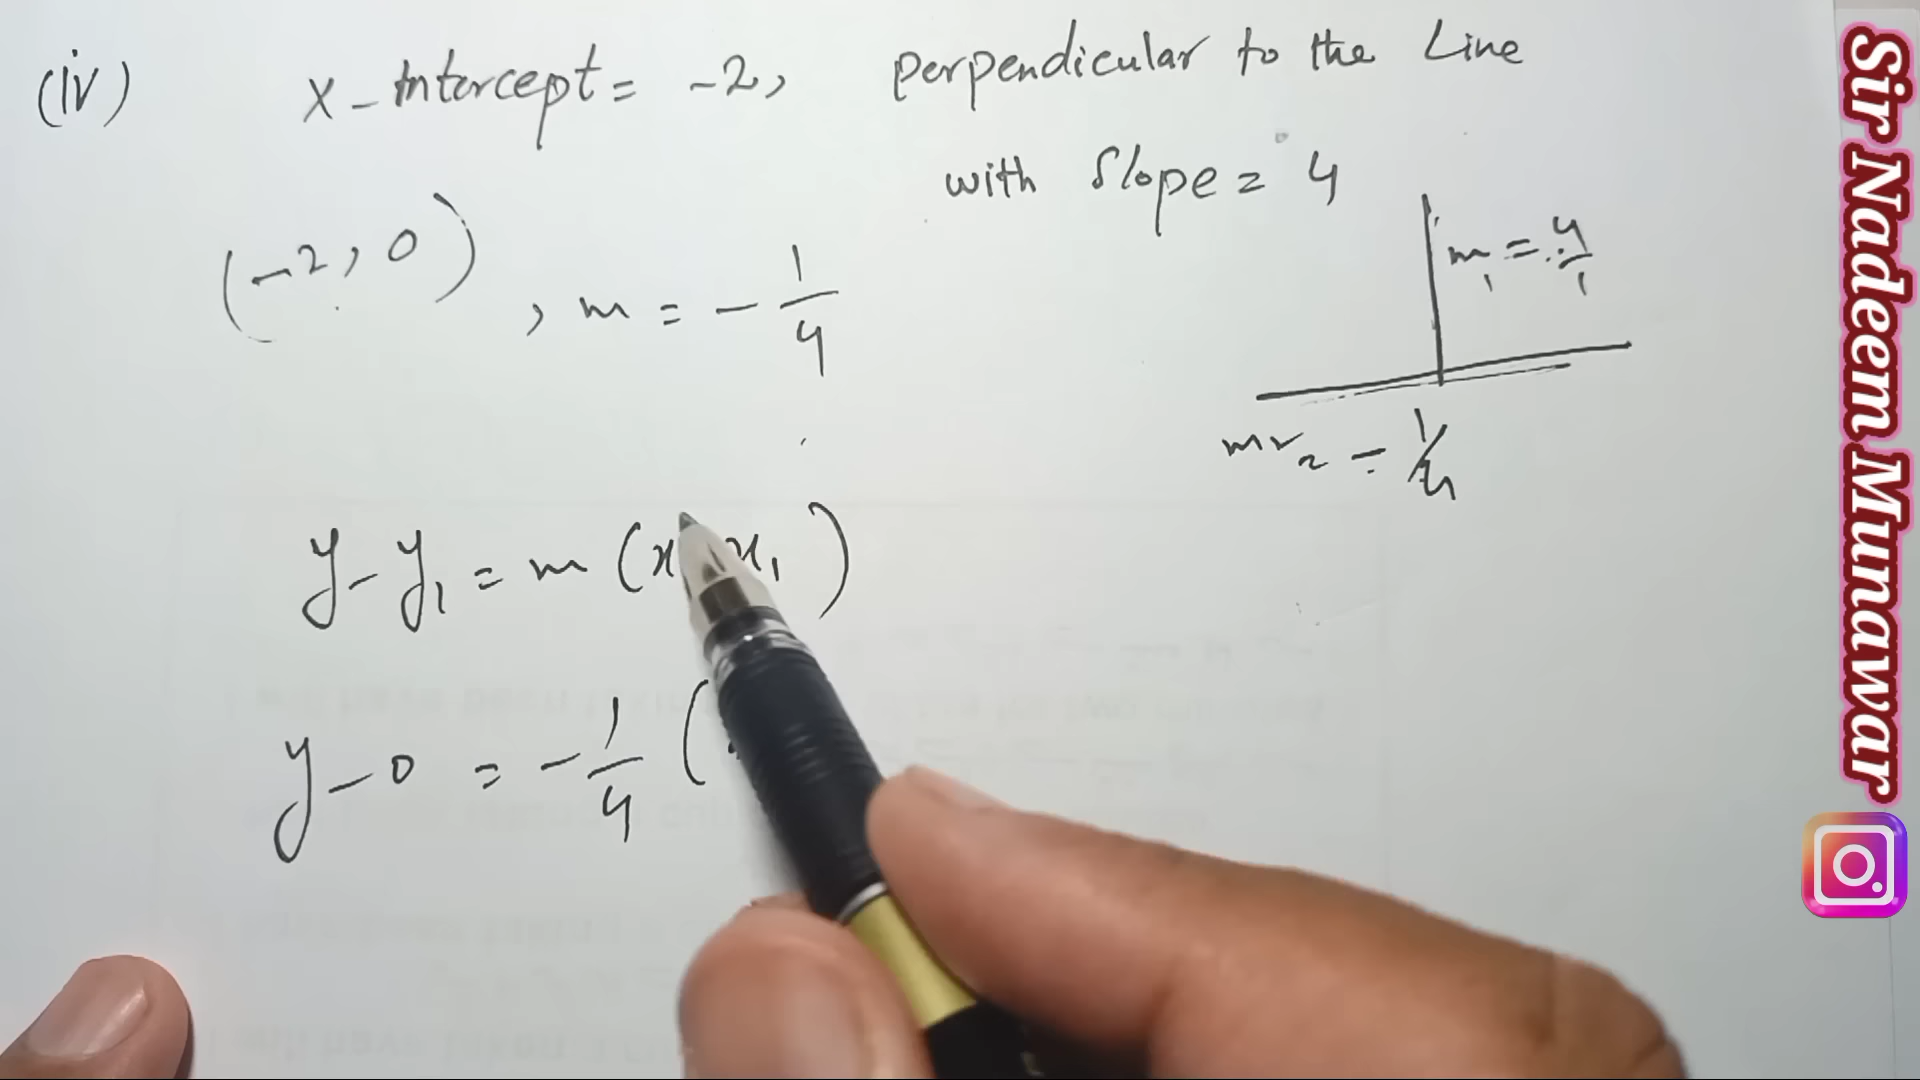 (iv) x-Intercept = -2, perpendicular to the Line
with Slope = 4
(-2, 0), m = -1/4
m1 = 4/1
m2 = -1/4
y-y1 = m(x x1)
y-0 = -1/4 (
Sir Nadeem Munawar